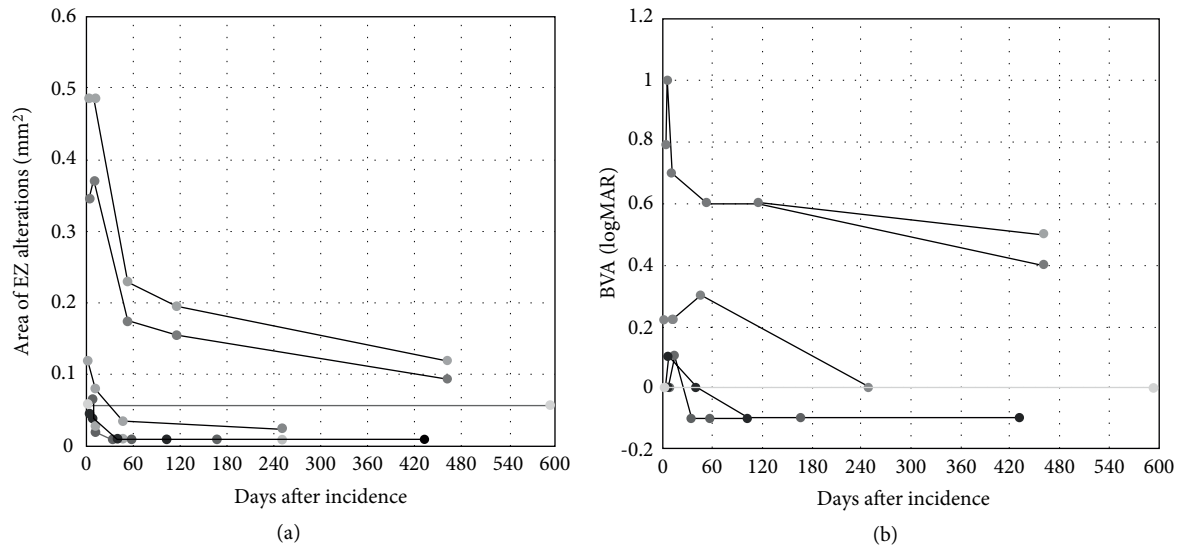 Area of EZ alterations (mm²)
0.6
0.5
0.4
0.3
0.2
0.1
0
0 60 120 180 240 300 360 420 480 540 600
Days after incidence
(a)
BVA (logMAR)
1.2
1
0.8
0.6
0.4
0.2
0
-0.2
0 60 120 180 240 300 360 420 460 540 600
Days after incidence
(b)